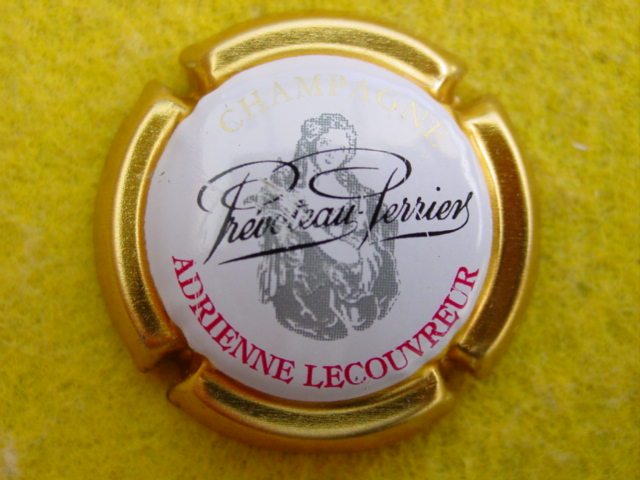 CHAMPAGNE
Prévoteau-Perrier
ADRIENNE LECOUVREUR